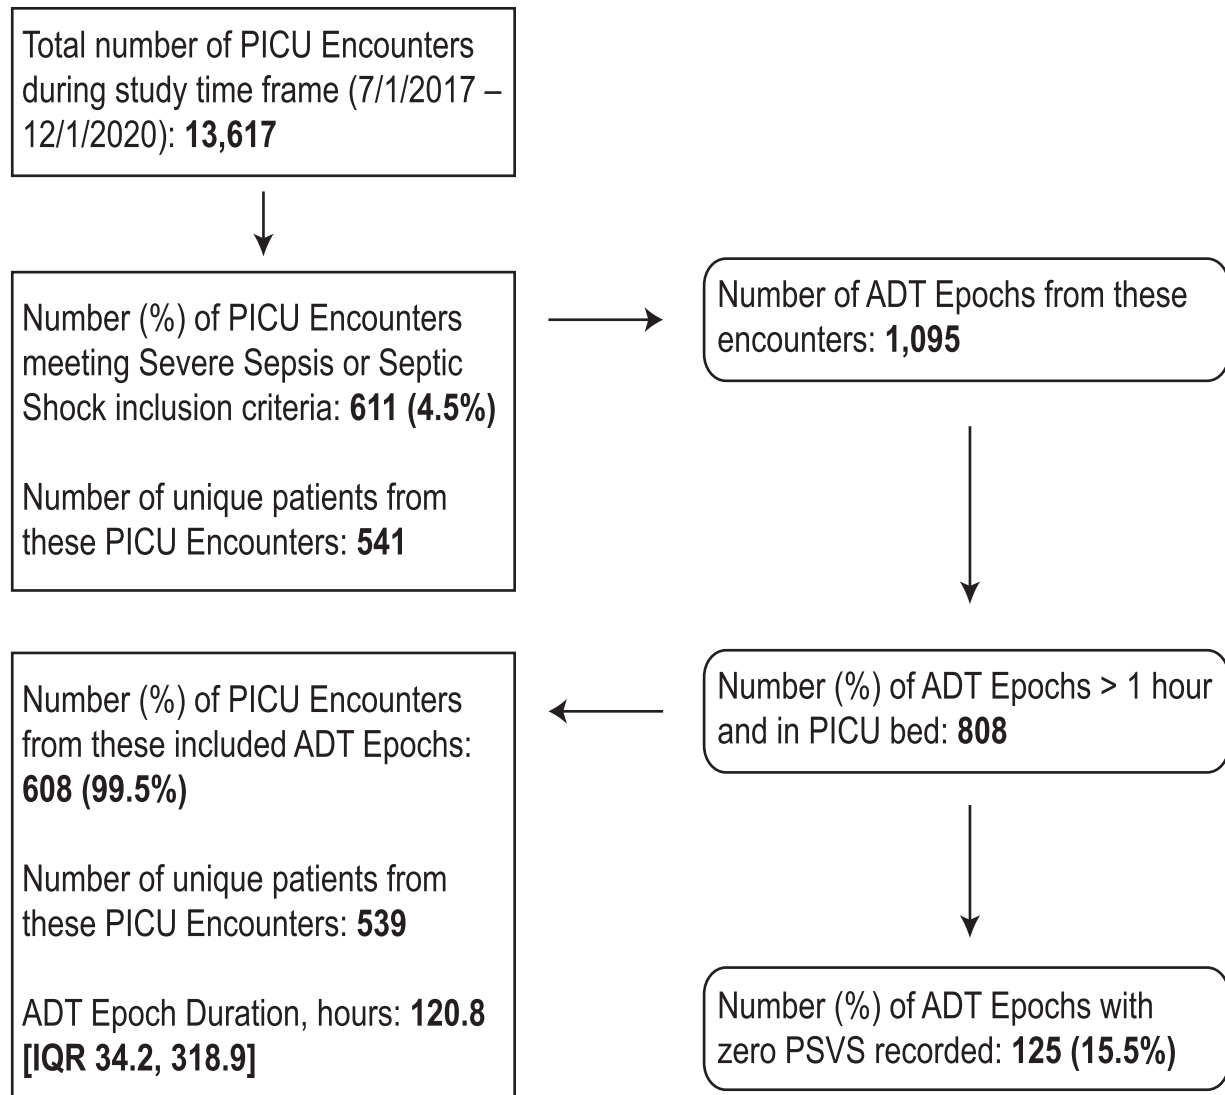 Total number of PICU Encounters
during study time frame (7/1/2017 –
12/1/2020): 13,617
Number (%) of PICU Encounters
meeting Severe Sepsis or Septic
Shock inclusion criteria: 611 (4.5%)
Number of unique patients from
these PICU Encounters: 541
Number of ADT Epochs from these
encounters: 1,095
Number (%) of ADT Epochs > 1 hour
and in PICU bed: 808
Number (%) of PICU Encounters
from these included ADT Epochs:
608 (99.5%)
Number of unique patients from
these PICU Encounters: 539
ADT Epoch Duration, hours: 120.8
[IQR 34.2, 318.9]
Number (%) of ADT Epochs with
zero PSVS recorded: 125 (15.5%)